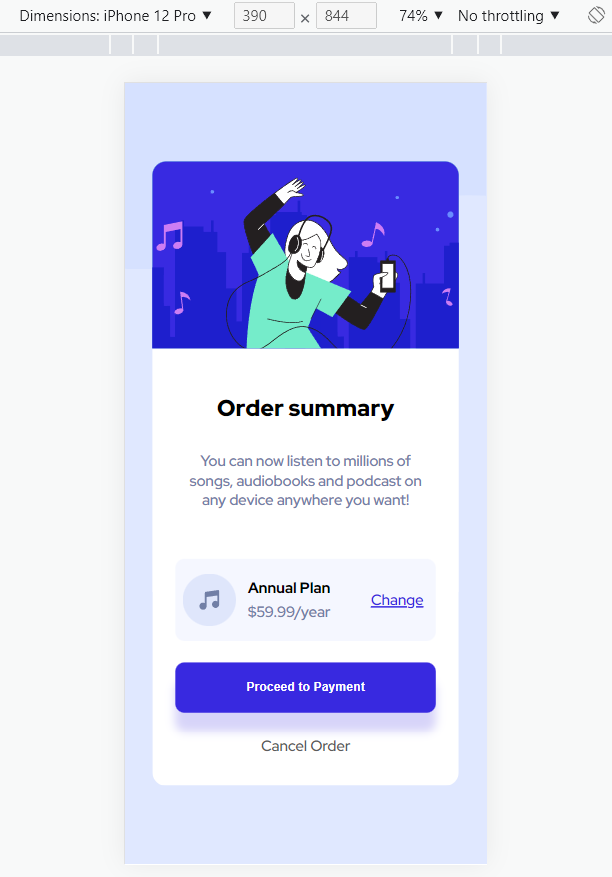 Dimensions: iPhone 12 Pro ▼ 390 × 844 74% ▼ No throttling ▼
Order summary
You can now listen to millions of
songs, audiobooks and podcast on
any device anywhere you want!
Annual Plan
$59.99/year
Change
Proceed to Payment
Cancel Order